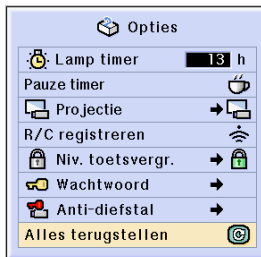 Opties
Lamp timer 13 h
Pauze timer
Projectie
R/C registreren
Niv. toetsvergr.
Wachtwoord
Anti-diefstal
Alles terugstellen